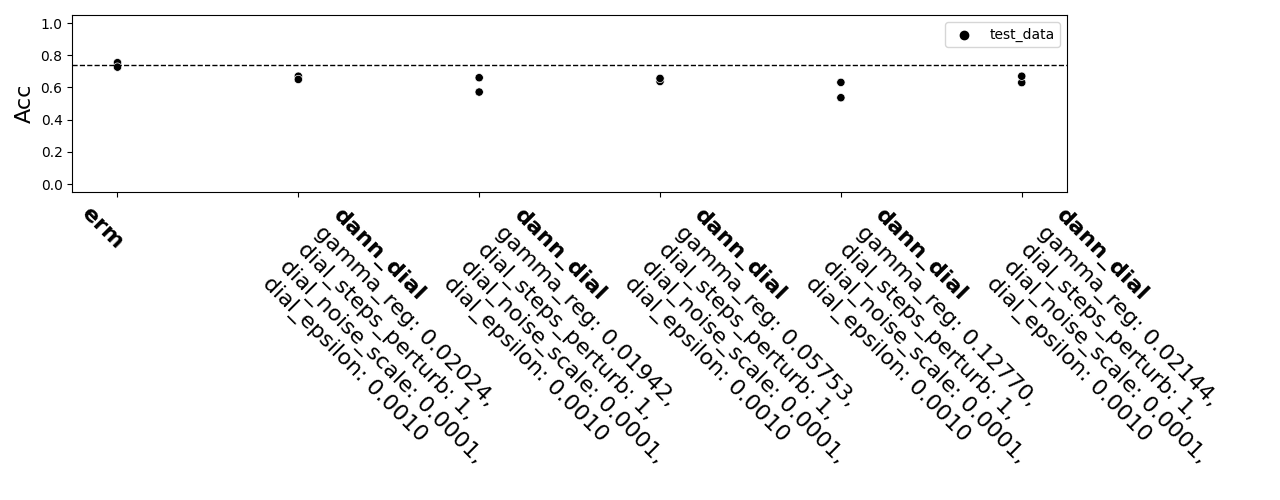 1.0
0.8
0.6
0.4
0.2
0.0
Acc
test_data
erm
dann_dial
gamma_reg: 0.02024,
dial_steps_perturb: 1,
dial_noise_scale: 0.0001,
dial_epsilon: 0.0010
dann_dial
gamma_reg: 0.01942,
dial_steps_perturb: 1,
dial_noise_scale: 0.0001,
dial_epsilon: 0.0010
dann_dial
gamma_reg: 0.05753,
dial_steps_perturb: 1,
dial_noise_scale: 0.0001,
dial_epsilon: 0.0010
dann_dial
gamma_reg: 0.12770,
dial_steps_perturb: 1,
dial_noise_scale: 0.0001,
dial_epsilon: 0.0010
dann_dial
gamma_reg: 0.02144,
dial_steps_perturb: 1,
dial_noise_scale: 0.0001,
dial_epsilon: 0.0010